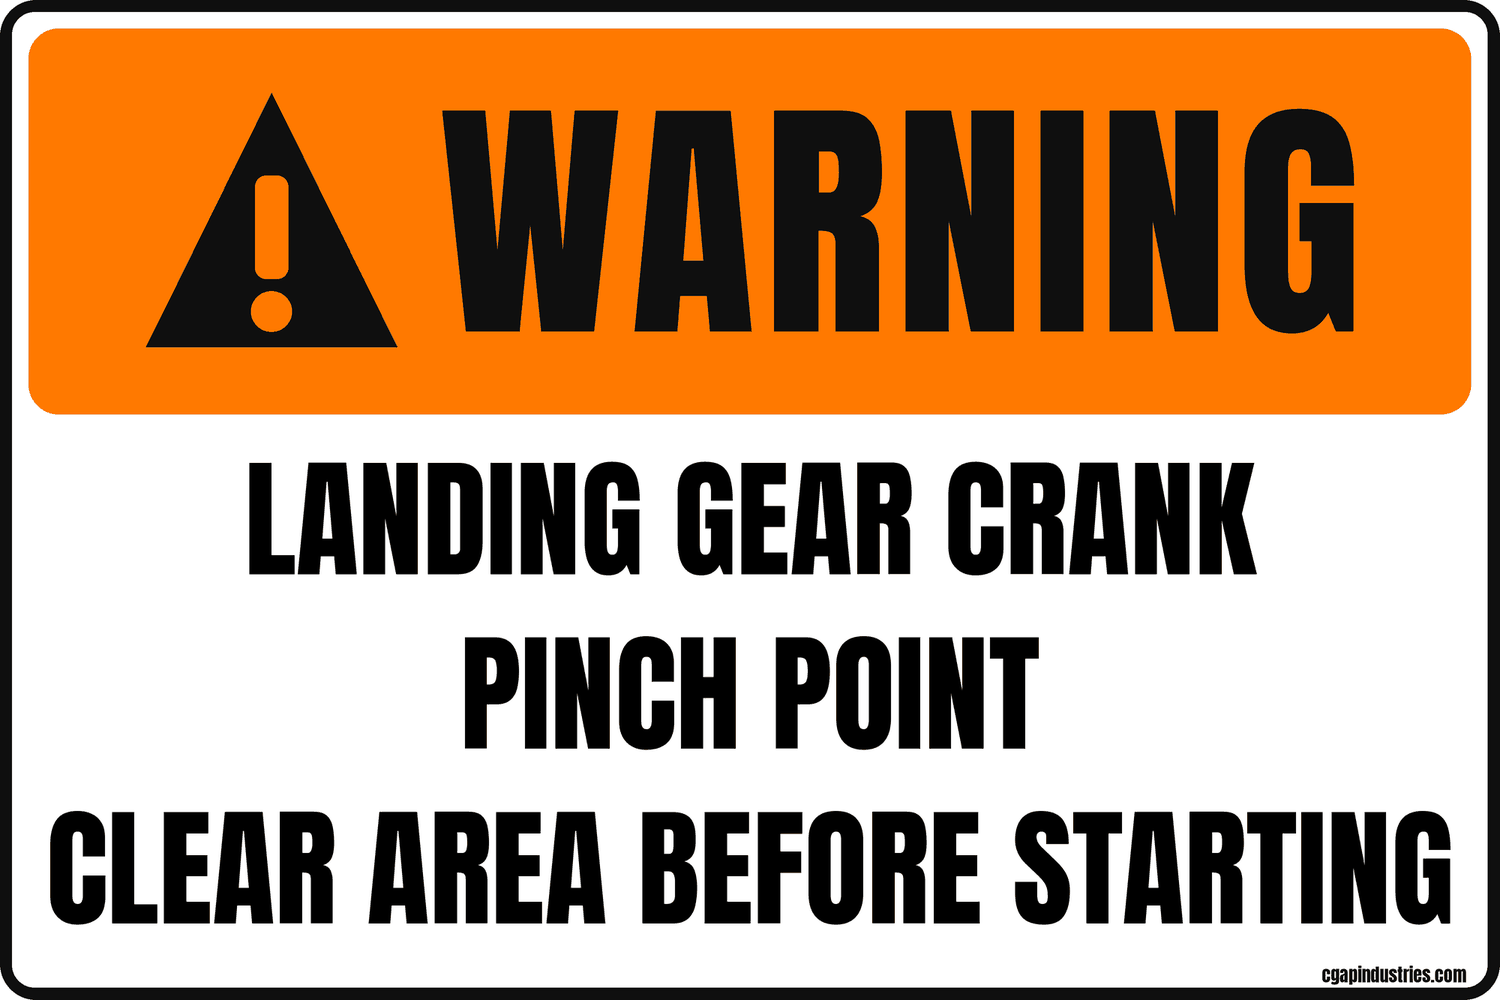 WARNING
LANDING GEAR CRANK
PINCH POINT
CLEAR AREA BEFORE STARTING
cgapindustries.com